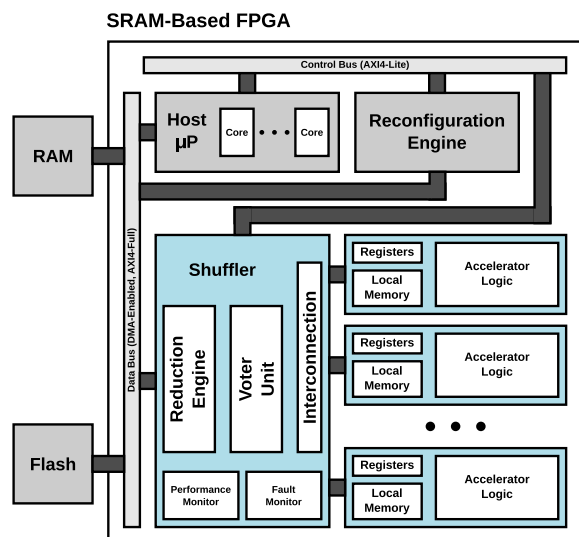 SRAM-Based FPGA
Control Bus (AXI4-Lite)
Host
µP
Core
Core
Reconfiguration
Engine
RAM
Data Bus (DMA-Enabled, AXI4-Full)
Flash
Shuffler
Reduction
Engine
Voter
Unit
Interconnection
Performance
Monitor
Fault
Monitor
Registers
Local
Memory
Accelerator
Logic
Registers
Local
Memory
Accelerator
Logic
Registers
Local
Memory
Accelerator
Logic